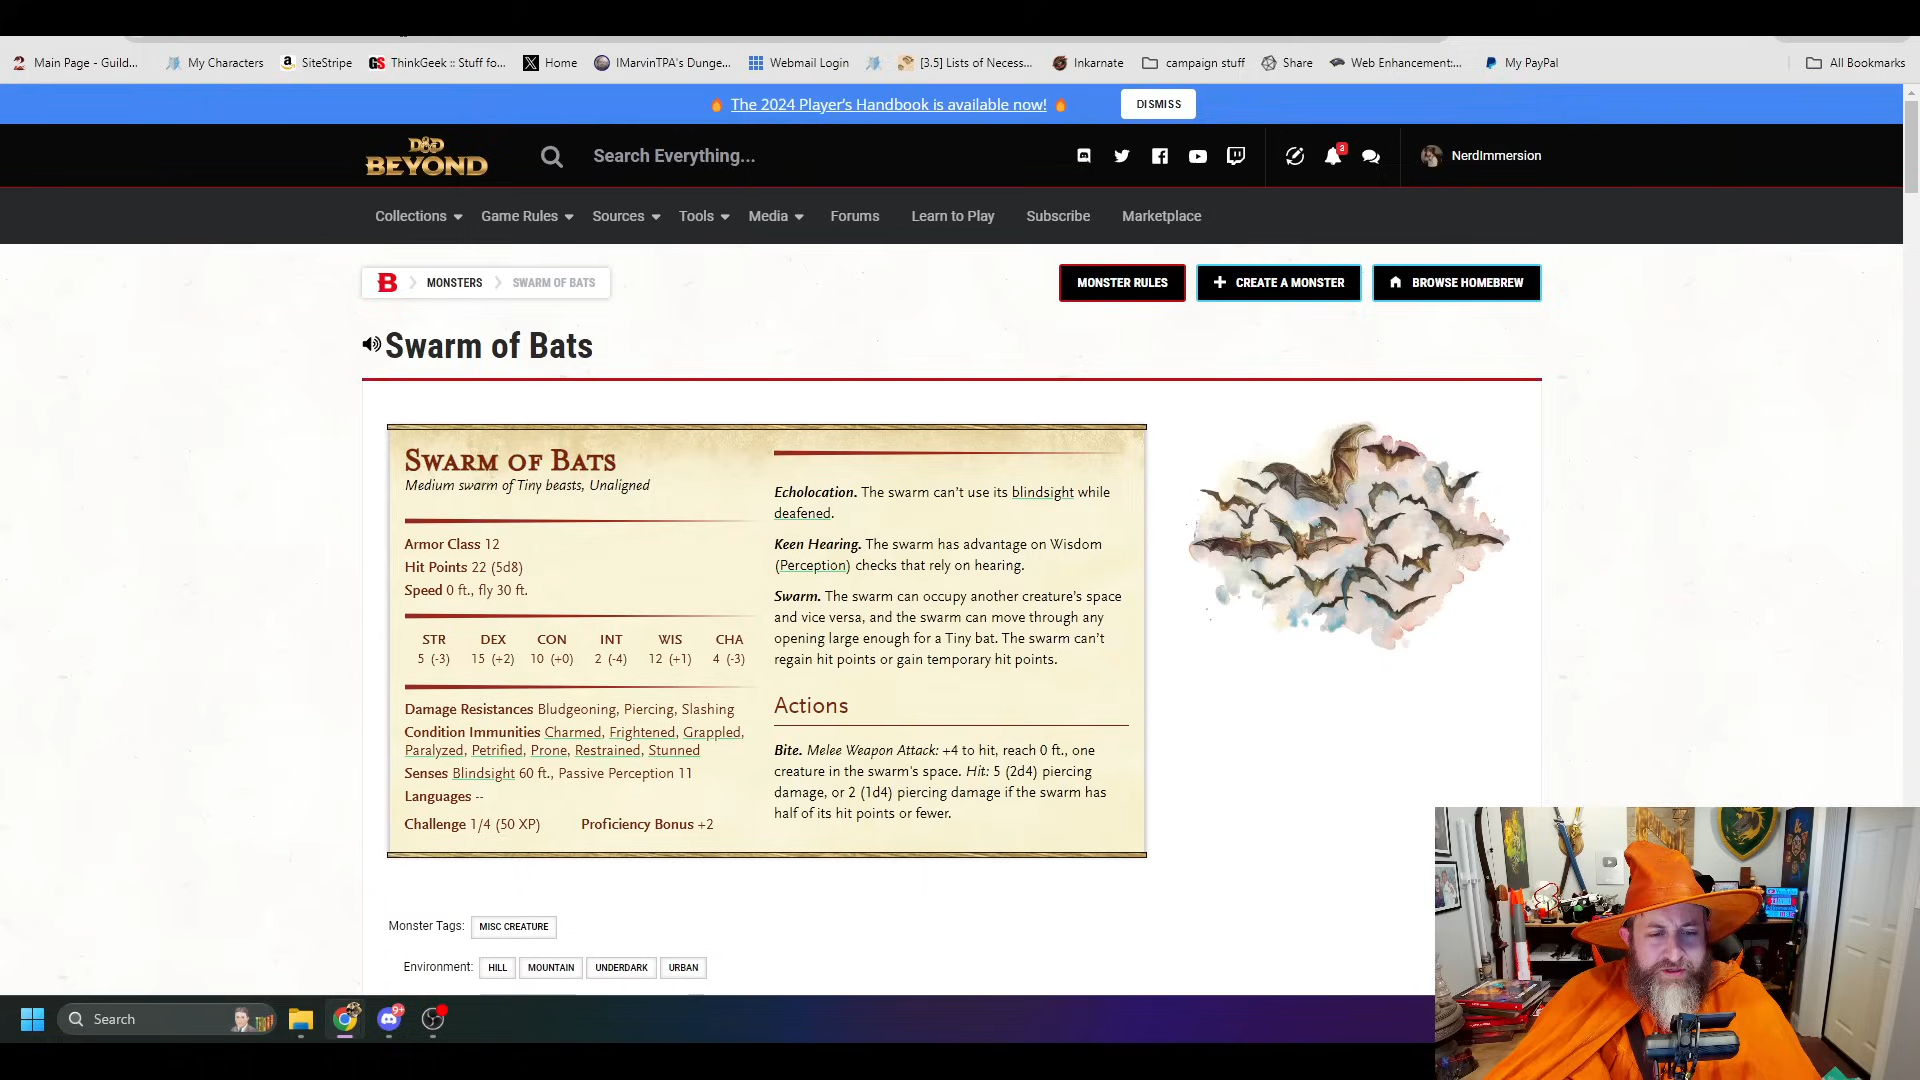 Main Page - Guild...
My Characters
SiteStripe
ThinkGeek :: Stuff fo...
Home
IMarvinTPA's Dunge...
Webmail Login
[3.5] Lists of Necess...
Inkarnate
campaign stuff
Share
Web Enhancement:...
My PayPal
All Bookmarks
The 2024 Player's Handbook is available now!
DISMISS
D&D BEYOND
Search Everything...
3
NerdImmersion
Collections
Game Rules
Sources
Tools
Media
Forums
Learn to Play
Subscribe
Marketplace
B
MONSTERS
SWARM OF BATS
MONSTER RULES
CREATE A MONSTER
BROWSE HOMEBREW
Swarm of Bats
SWARM OF BATS
Medium swarm of Tiny beasts, Unaligned
Armor Class 12
Hit Points 22 (5d8)
Speed 0 ft., fly 30 ft.
STR DEX CON INT WIS CHA
5 (-3) 15 (+2) 10 (+0) 2 (-4) 12 (+1) 4 (-3)
Damage Resistances Bludgeoning, Piercing, Slashing
Condition Immunities Charmed, Frightened, Grappled,
Paralyzed, Petrified, Prone, Restrained, Stunned
Senses Blindsight 60 ft., Passive Perception 11
Languages --
Challenge 1/4 (50 XP) Proficiency Bonus +2
Echolocation. The swarm can't use its blindsight while
deafened.
Keen Hearing. The swarm has advantage on Wisdom
(Perception) checks that rely on hearing.
Swarm. The swarm can occupy another creature's space
and vice versa, and the swarm can move through any
opening large enough for a Tiny bat. The swarm can't
regain hit points or gain temporary hit points.
Actions
Bite. Melee Weapon Attack: +4 to hit, reach 0 ft., one
creature in the swarm's space. Hit: 5 (2d4) piercing
damage, or 2 (1d4) piercing damage if the swarm has
half of its hit points or fewer.
Monster Tags: MISC CREATURE
Environment: HILL MOUNTAIN UNDERDARK URBAN
Search
9+